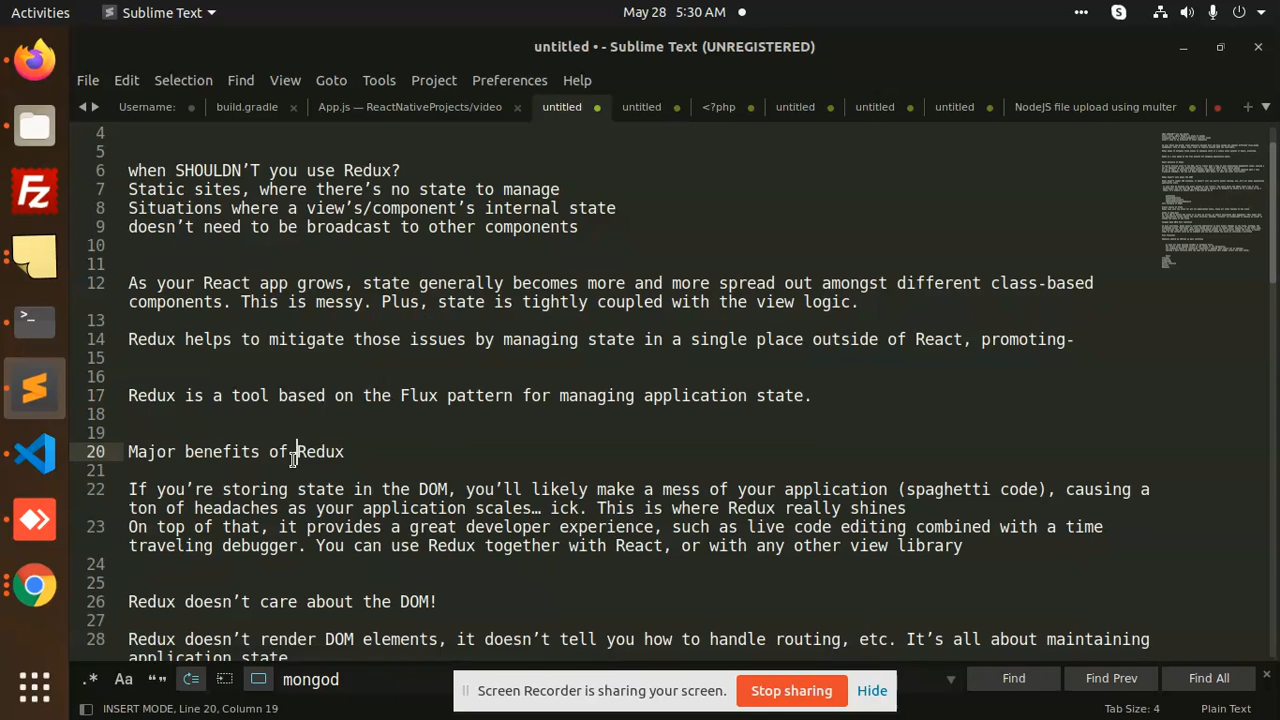 Activities Sublime Text May 28 5:30 AM
untitled • - Sublime Text (UNREGISTERED)
File Edit Selection Find View Goto Tools Project Preferences Help
Username: build.gradle App.js — ReactNativeProjects/video untitled untitled <?php untitled untitled untitled NodeJS file upload using multer
4
5
6 when SHOULDN'T you use Redux?
7 Static sites, where there’s no state to manage
8 Situations where a view’s/component’s internal state
9 doesn’t need to be broadcast to other components
10
11
12 As your React app grows, state generally becomes more and more spread out amongst different class-based
components. This is messy. Plus, state is tightly coupled with the view logic.
13
14 Redux helps to mitigate those issues by managing state in a single place outside of React, promoting-
15
16
17 Redux is a tool based on the Flux pattern for managing application state.
18
19
20 Major benefits of Redux
21
22 If you’re storing state in the DOM, you’ll likely make a mess of your application (spaghetti code), causing a
ton of headaches as your application scales… ick. This is where Redux really shines
23 On top of that, it provides a great developer experience, such as live code editing combined with a time
traveling debugger. You can use Redux together with React, or with any other view library
24
25
26 Redux doesn’t care about the DOM!
27
28 Redux doesn’t render DOM elements, it doesn’t tell you how to handle routing, etc. It’s all about maintaining
application state
.* Aa “” mongod Find Find Prev Find All
Screen Recorder is sharing your screen. Stop sharing Hide
INSERT MODE, Line 20, Column 19 Tab Size: 4 Plain Text